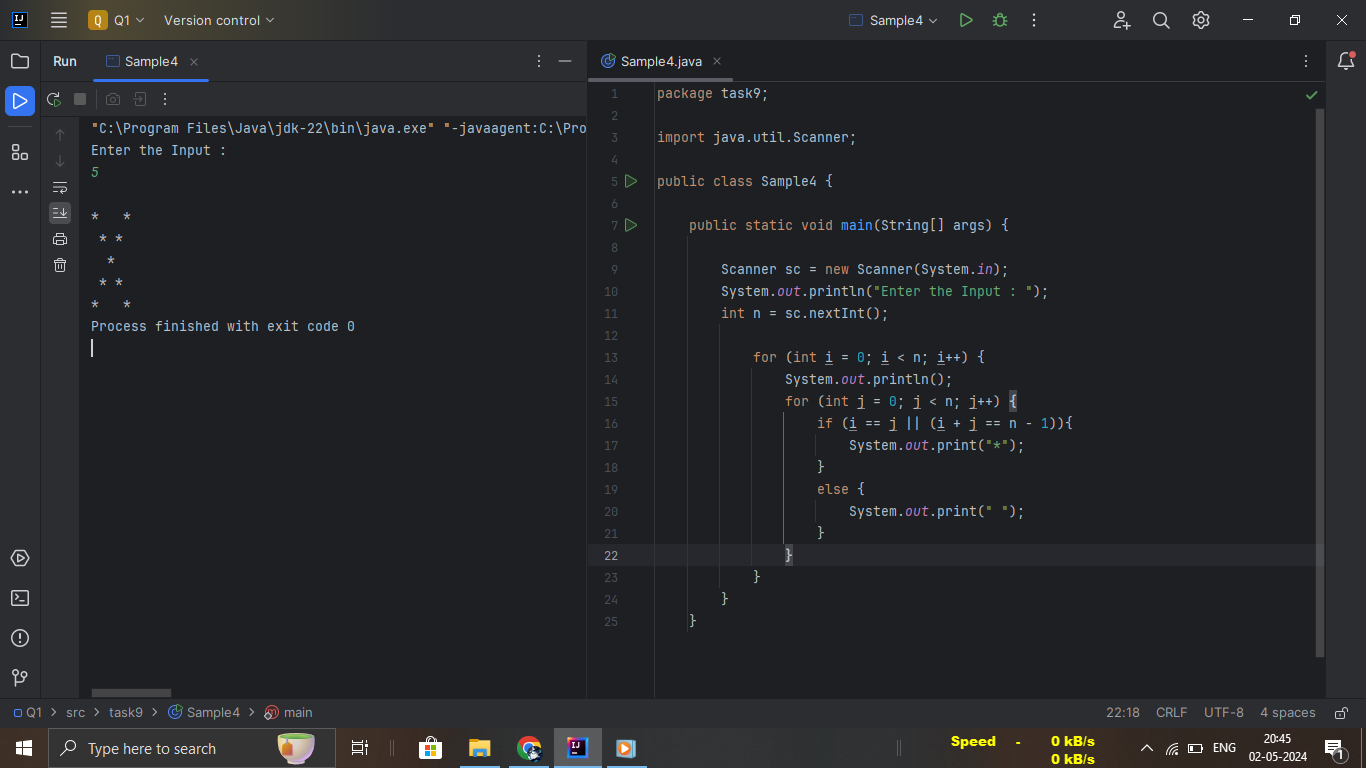 Q Q1 Version control Sample4
Run Sample4 Sample4.java
"C:\Program Files\Java\jdk-22\bin\java.exe" "-javaagent:C:\Pro
Enter the Input :
5
*   *
 * *
  *
 * *
*   *
Process finished with exit code 0
1 package task9;
2
3 import java.util.Scanner;
4
5 public class Sample4 {
6
7     public static void main(String[] args) {
8
9         Scanner sc = new Scanner(System.in);
10         System.out.println("Enter the Input : ");
11         int n = sc.nextInt();
12
13             for (int i = 0; i < n; i++) {
14                 System.out.println();
15                 for (int j = 0; j < n; j++) {
16                     if (i == j || (i + j == n - 1)){
17                         System.out.print("*");
18                     }
19                     else {
20                         System.out.print(" ");
21                     }
22                 }
23             }
24         }
25     }
Q1 > src > task9 > Sample4 > main 22:18 CRLF UTF-8 4 spaces
Type here to search
Speed - 0 kB/s
0 kB/s
ENG
20:45
02-05-2024
1